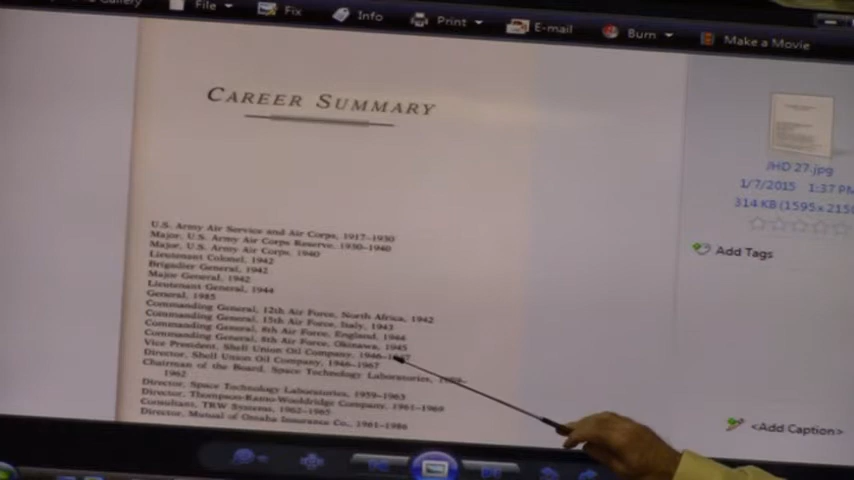 File
Fix
Info
Print
E-mail
Burn
Make a Movie
CAREER SUMMARY
U.S. Army Air Service and Air Corps, 1917–1930
Major, U.S. Army Air Corps Reserve, 1930–1940
Major, U.S. Army Air Corps, 1940
Lieutenant Colonel, 1942
Brigadier General, 1942
Major General, 1942
Lieutenant General, 1944
General, 1985
Commanding General, 12th Air Force, North Africa, 1942
Commanding General, 15th Air Force, Italy, 1943
Commanding General, 8th Air Force, England, 1944
Commanding General, 8th Air Force, Okinawa, 1945
Vice President, Shell Union Oil Company, 1946–
Director, Shell Union Oil Company, 1946–1967
Chairman of the Board, Space Technology Laboratories,
1962
Director, Space Technology Laboratories, 1959–1963
Director, Thompson-Ramo-Wooldridge Company, 1961–1969
Consultant, TRW Systems, 1962–1965
Director, Mutual of Omaha Insurance Co., 1961–1986
/HD 27.jpg
1/7/2015 1:37 PM
314 KB (1595x
Add Tags
<Add Caption>